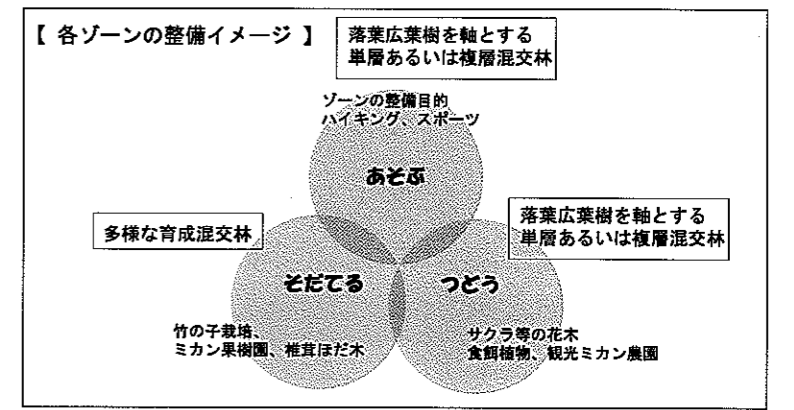 【 各ゾーンの整備イメージ 】
落葉広葉樹を軸とする
単層あるいは複層混交林
ゾーンの整備目的
ハイキング、スポーツ
あそぶ
多様な育成混交林
落葉広葉樹を軸とする
単層あるいは複層混交林
そだてる
つどう
竹の子栽培、
ミカン果樹園、椎茸ほだ木
サクラ等の花木
食餌植物、観光ミカン農園